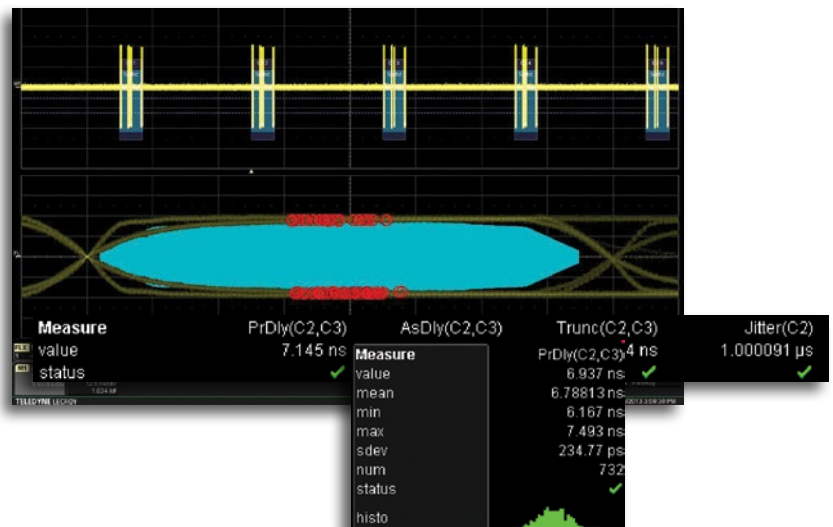 Measure PrDly(C2,C3) AsDly(C2,C3) Trunc(C2,C3) Jitter(C2)
value 7.145 ns 4 ns 1.000091 µs
status ✓ ✓ ✓
TELEDYNE LECROY
Measure PrDly(C2,C3)
value 6.937 ns
mean 6.78813 ns
min 6.167 ns
max 7.493 ns
sdev 234.77 ps
num 732
status ✓
histo